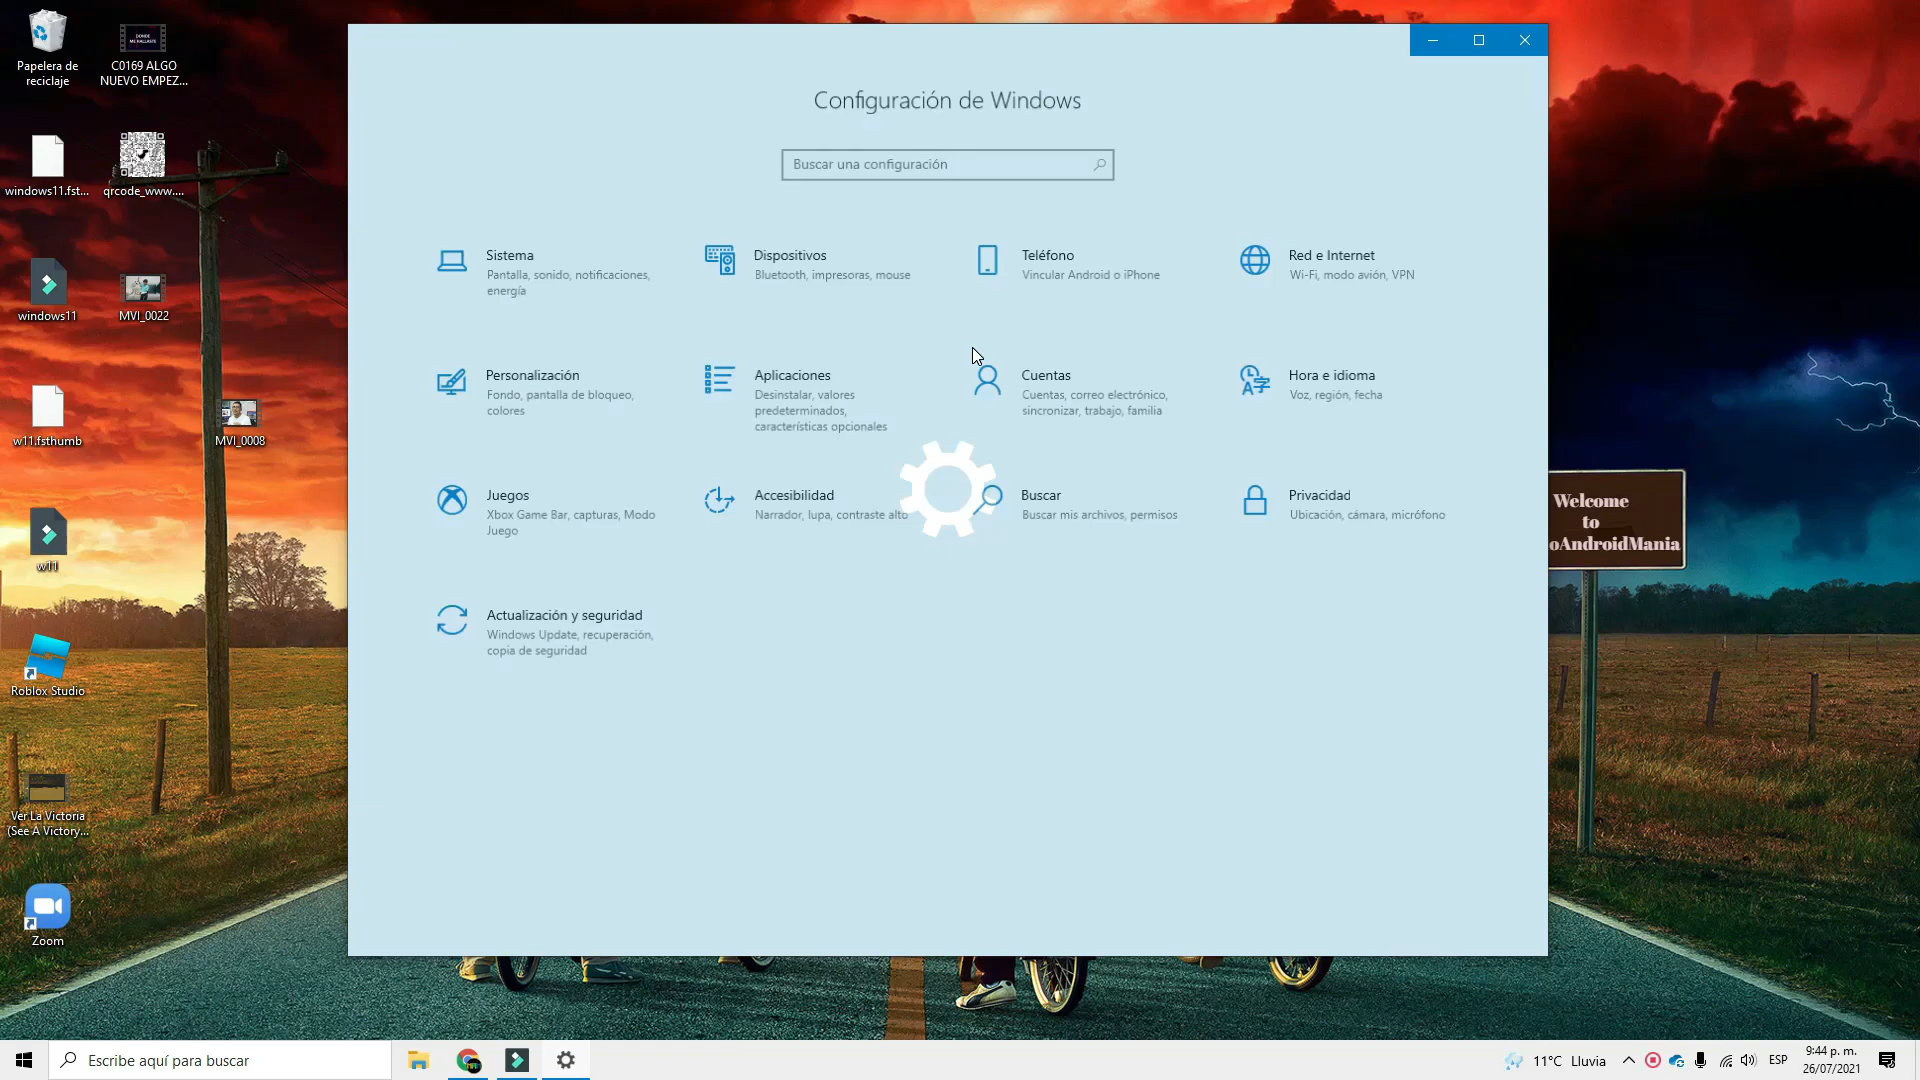 Papelera de
reciclaje
C0169 ALGO
NUEVO EMPEZ...
DONDE
ME HALLASTE
windows11.fst...
qrcode_www....
windows11
MVI_0022
w11.fsthumb
MVI_0008
w11
Roblox Studio
Ver La Victoria
(See A Victory...
Zoom
Configuración de Windows
Buscar una configuración
Sistema
Pantalla, sonido, notificaciones,
energía
Dispositivos
Bluetooth, impresoras, mouse
Teléfono
Vincular Android o iPhone
Red e Internet
Wi-Fi, modo avión, VPN
Personalización
Fondo, pantalla de bloqueo,
colores
Aplicaciones
Desinstalar, valores
predeterminados,
características opcionales
Cuentas
Cuentas, correo electrónico,
sincronizar, trabajo, familia
Hora e idioma
Voz, región, fecha
Juegos
Xbox Game Bar, capturas, Modo
Juego
Accesibilidad
Narrador, lupa, contraste alto
Buscar
Buscar mis archivos, permisos
Privacidad
Ubicación, cámara, micrófono
Actualización y seguridad
Windows Update, recuperación,
copia de seguridad
Welcome
to
oAndroidMania
Escribe aquí para buscar
11°C Lluvia
ESP
9:44 p. m.
26/07/2021